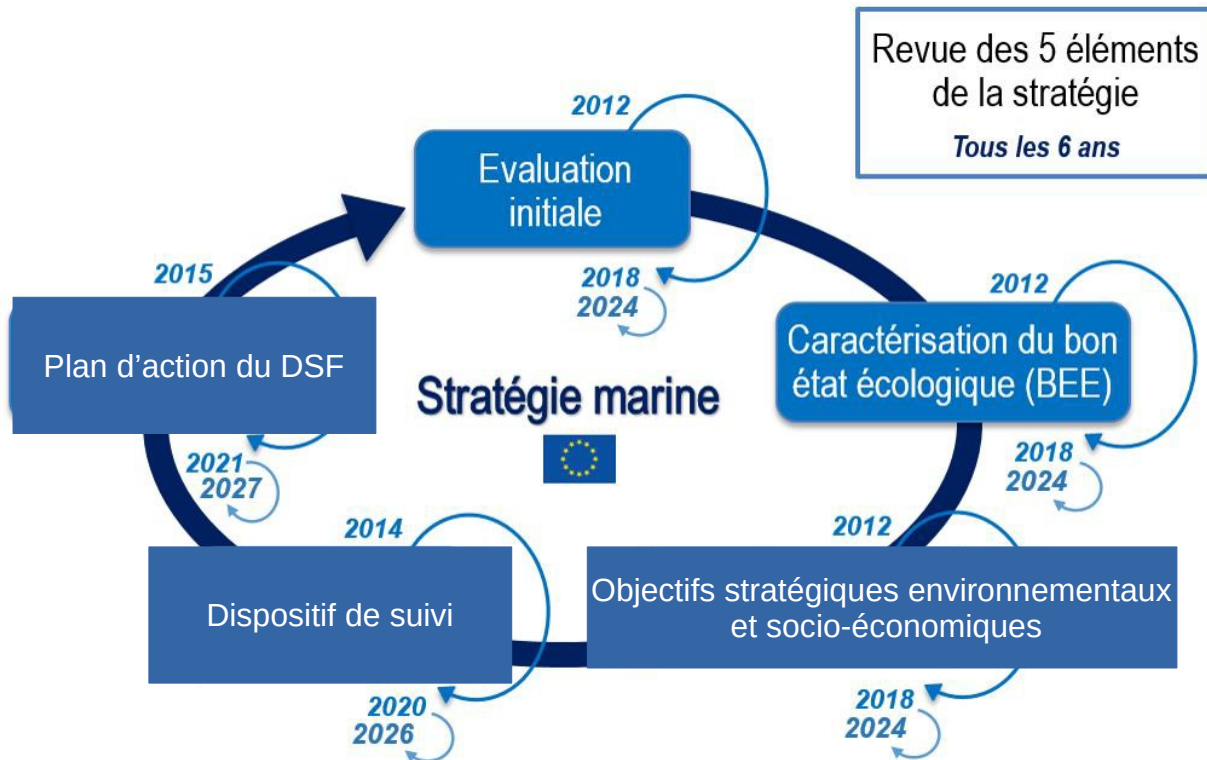 Revue des 5 éléments
de la stratégie
Tous les 6 ans
2012
Evaluation
initiale
2018
2024
2012
Caractérisation du bon
état écologique (BEE)
2018
2024
2012
Objectifs stratégiques environnementaux
et socio-économiques
2018
2024
2014
Dispositif de suivi
2020
2026
2015
Plan d’action du DSF
2021
2027
Stratégie marine